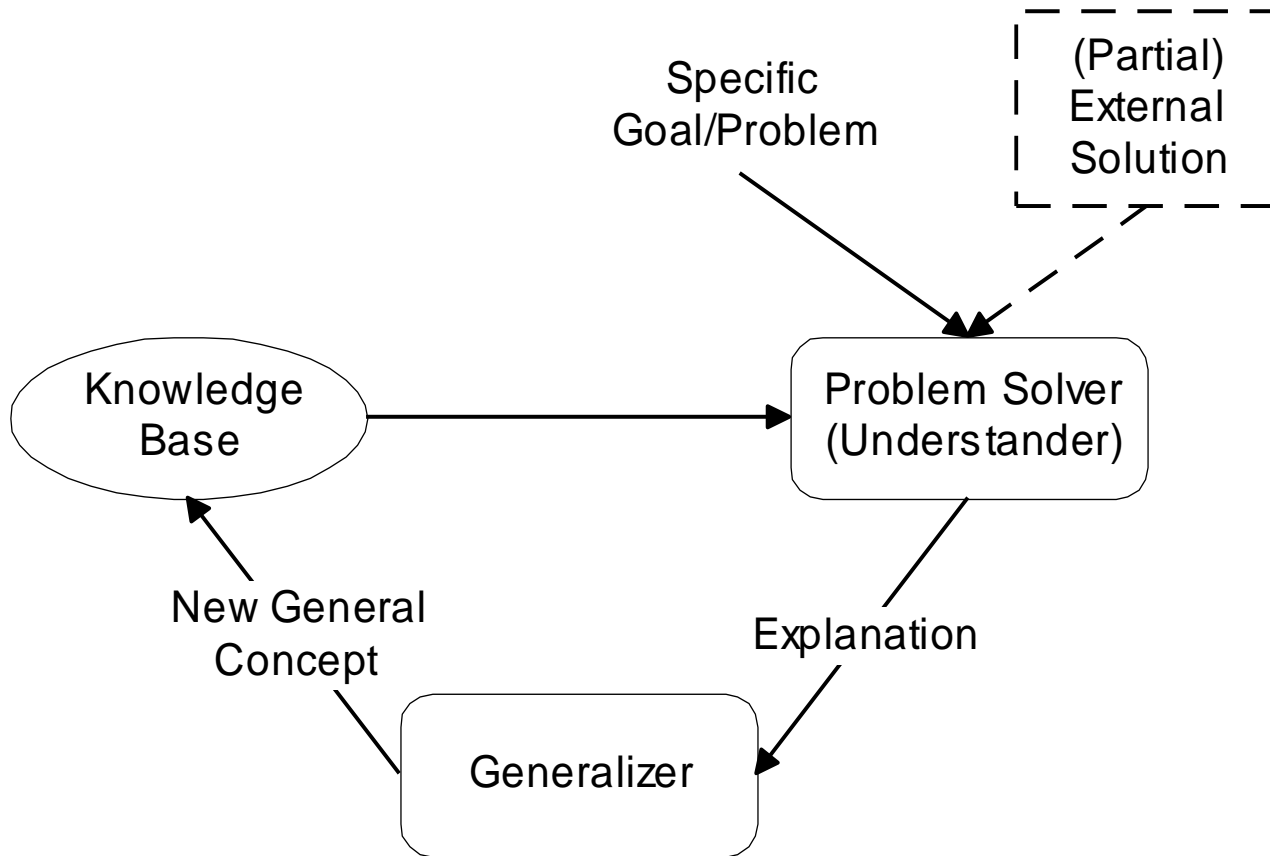 (Partial)
External
Solution
Specific
Goal/Problem
Knowledge
Base
Problem Solver
(Understander)
New General
Concept
Explanation
Generalizer